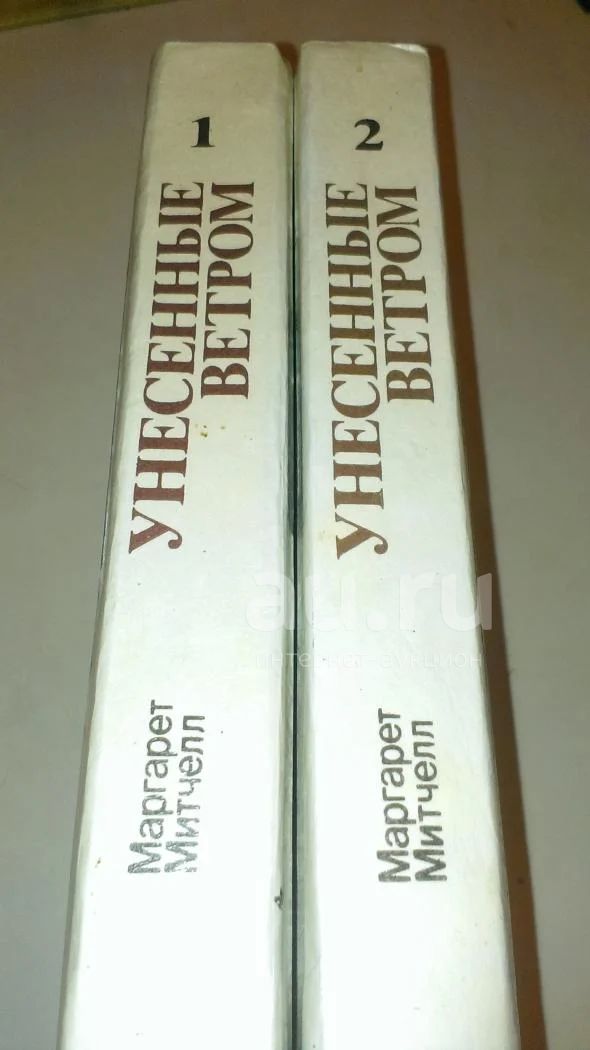 1
УНЕСЕННЫЕ
ВЕТРОМ
Маргарет
Митчелл
2
УНЕСЕННЫЕ
ВЕТРОМ
Маргарет
Митчелл
au.ru
интернет-аукцион